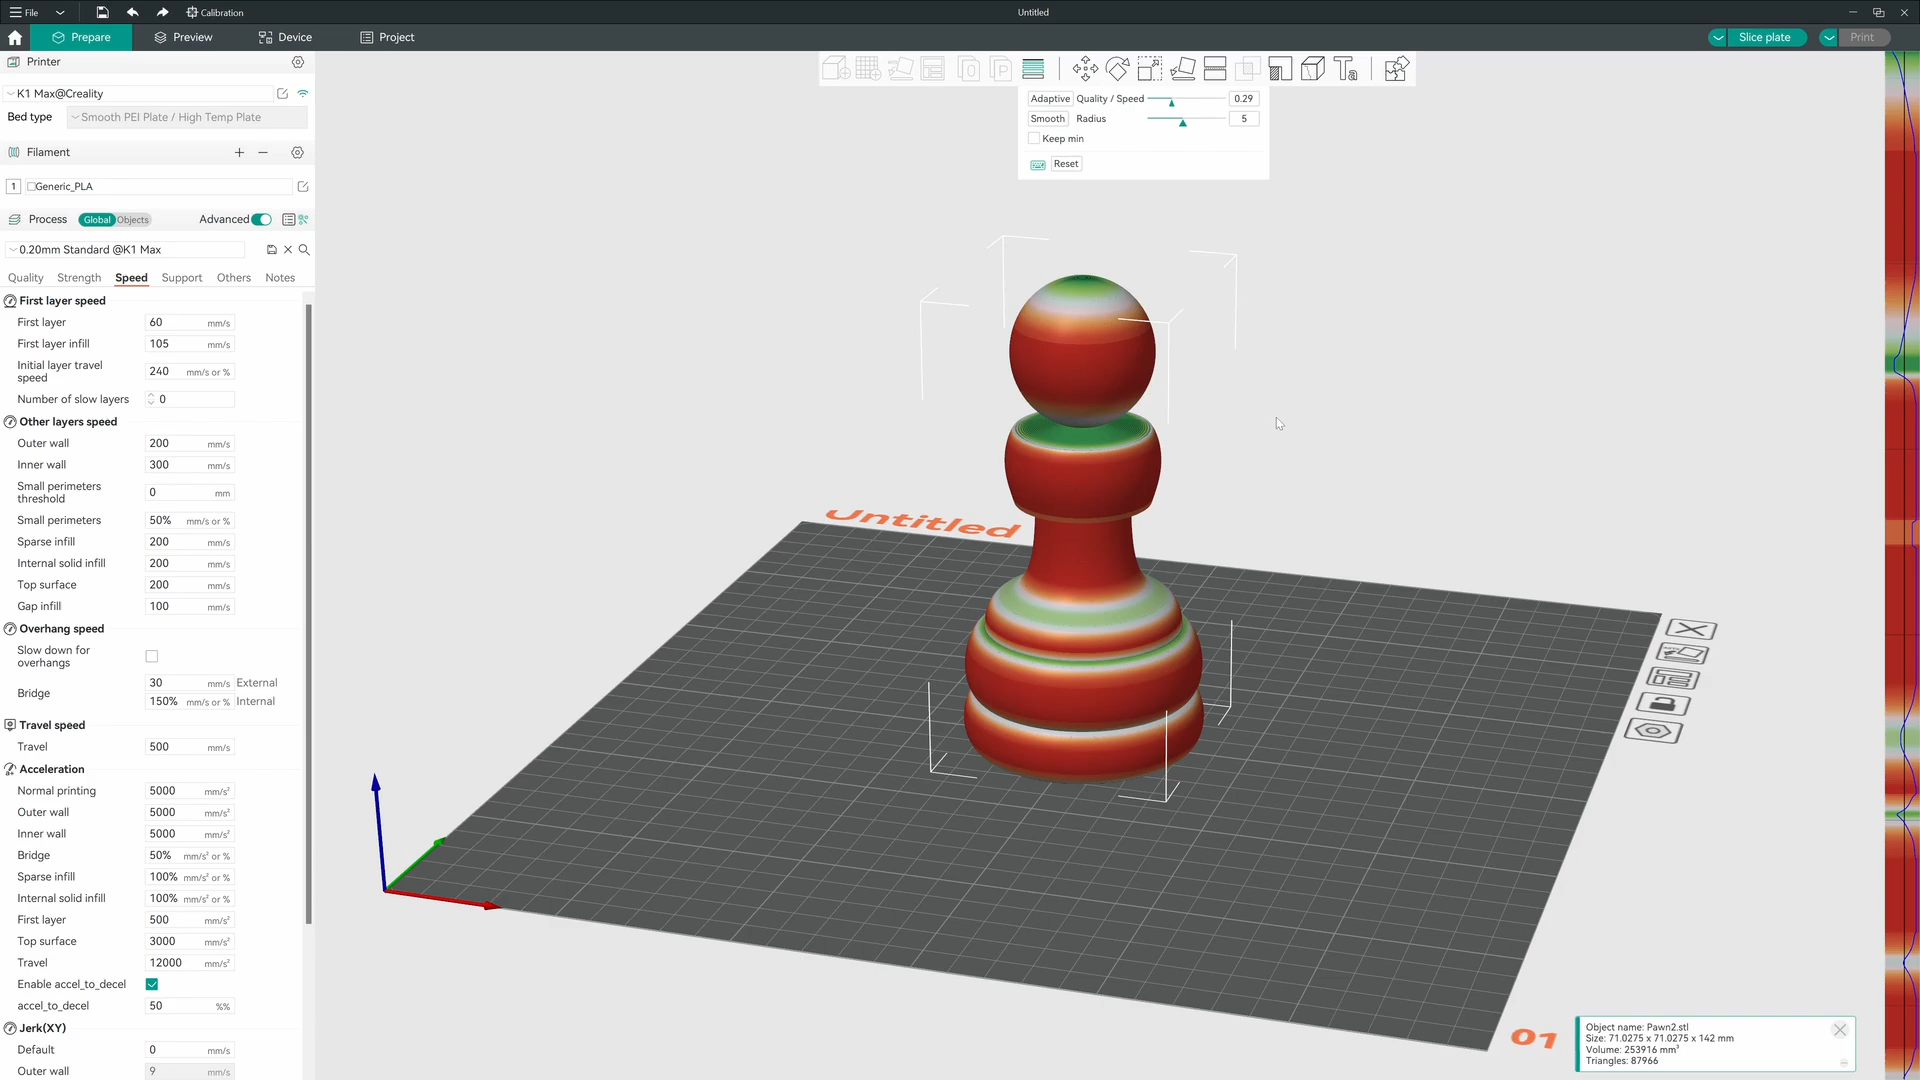 File
Calibration
Untitled
Prepare
Preview
Device
Project
Slice plate
Print
Printer
K1 Max@Creality
Bed type
Smooth PEI Plate / High Temp Plate
Filament
1
Generic_PLA
Process
Global
Objects
Advanced
0.20mm Standard @K1 Max
Quality
Strength
Speed
Support
Others
Notes
First layer speed
First layer 60 mm/s
First layer infill 105 mm/s
Initial layer travel
speed
240 mm/s or %
Number of slow layers 0
Other layers speed
Outer wall 200 mm/s
Inner wall 300 mm/s
Small perimeters
threshold
0 mm
Small perimeters 50% mm/s or %
Sparse infill 200 mm/s
Internal solid infill 200 mm/s
Top surface 200 mm/s
Gap infill 100 mm/s
Overhang speed
Slow down for
overhangs
Bridge
30 mm/s External
150% mm/s or % Internal
Travel speed
Travel 500 mm/s
Acceleration
Normal printing 5000 mm/s²
Outer wall 5000 mm/s²
Inner wall 5000 mm/s²
Bridge 50% mm/s² or %
Sparse infill 100% mm/s² or %
Internal solid infill 100% mm/s² or %
First layer 500 mm/s²
Top surface 3000 mm/s²
Travel 12000 mm/s²
Enable accel_to_decel
accel_to_decel 50 %%
Jerk(XY)
Default 0 mm/s
Outer wall 9 mm/s
Adaptive Quality / Speed 0.29
Smooth Radius 5
Keep min
Reset
Untitled
01
Object name: Pawn2.stl
Size: 71.0275 x 71.0275 x 142 mm
Volume: 253916 mm³
Triangles: 87966